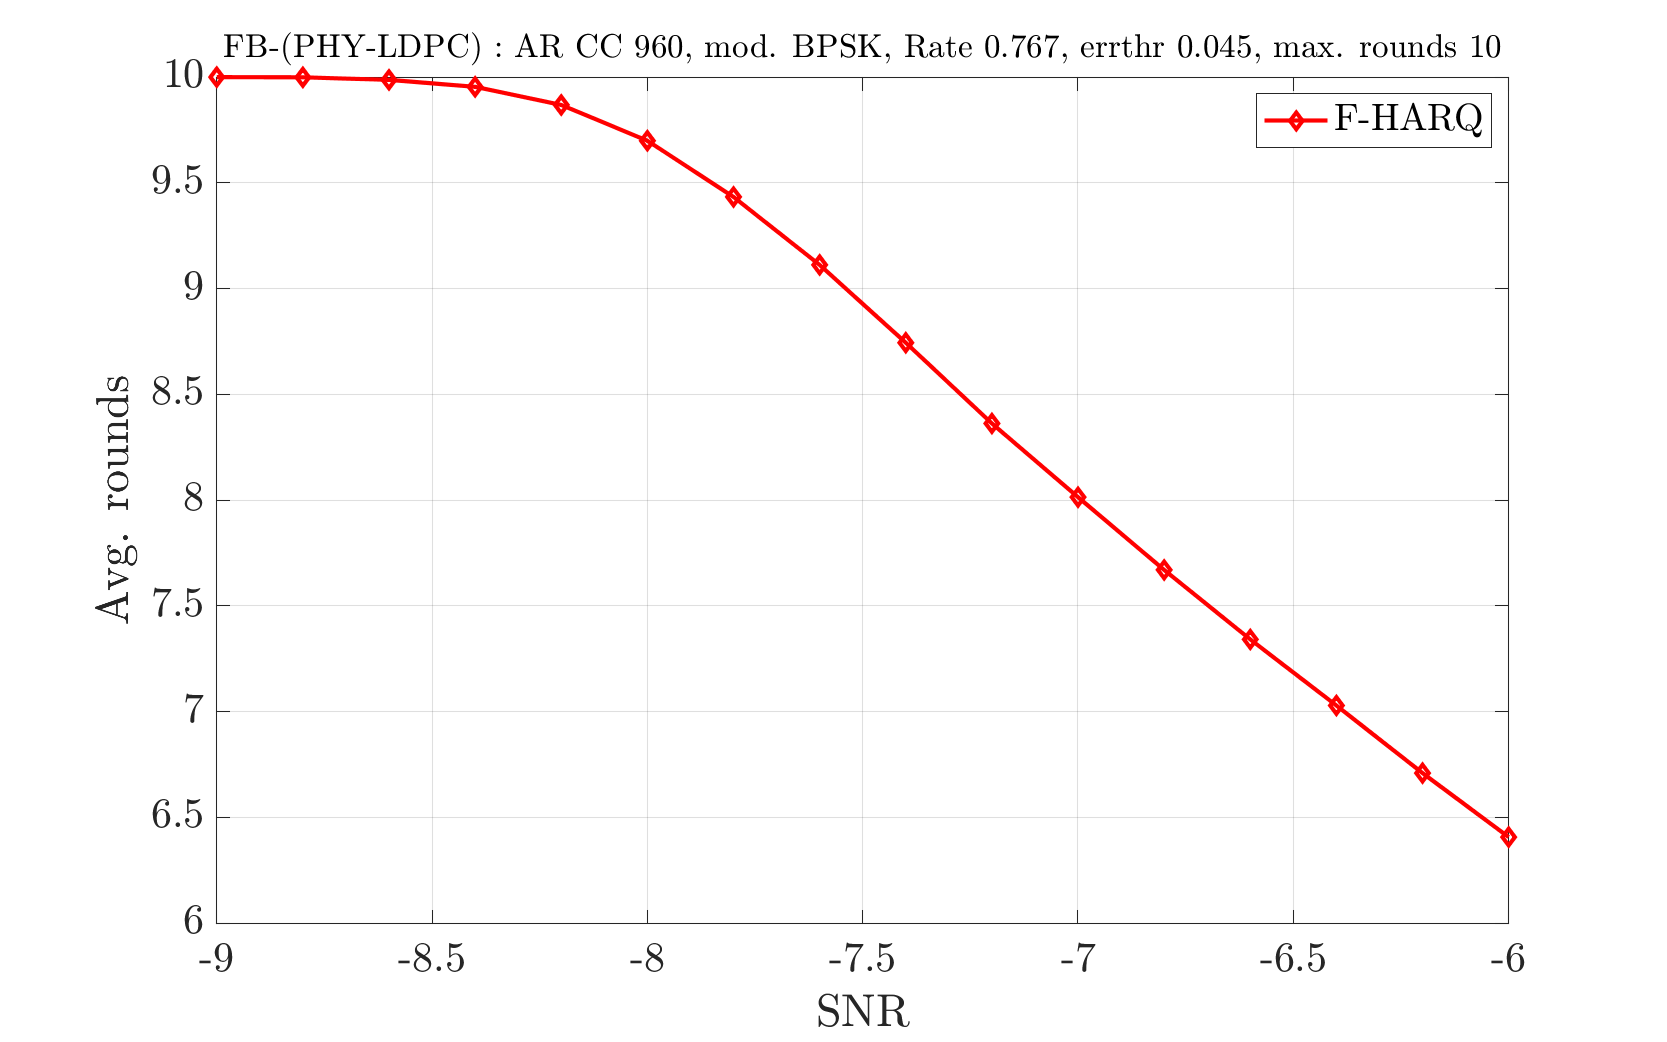 FB-(PHY-LDPC) : AR CC 960, mod. BPSK, Rate 0.767, errthr 0.045, max. rounds 10
F-HARQ
Avg. rounds
10
9.5
9
8.5
8
7.5
7
6.5
6
-9 -8.5 -8 -7.5 -7 -6.5 -6
SNR